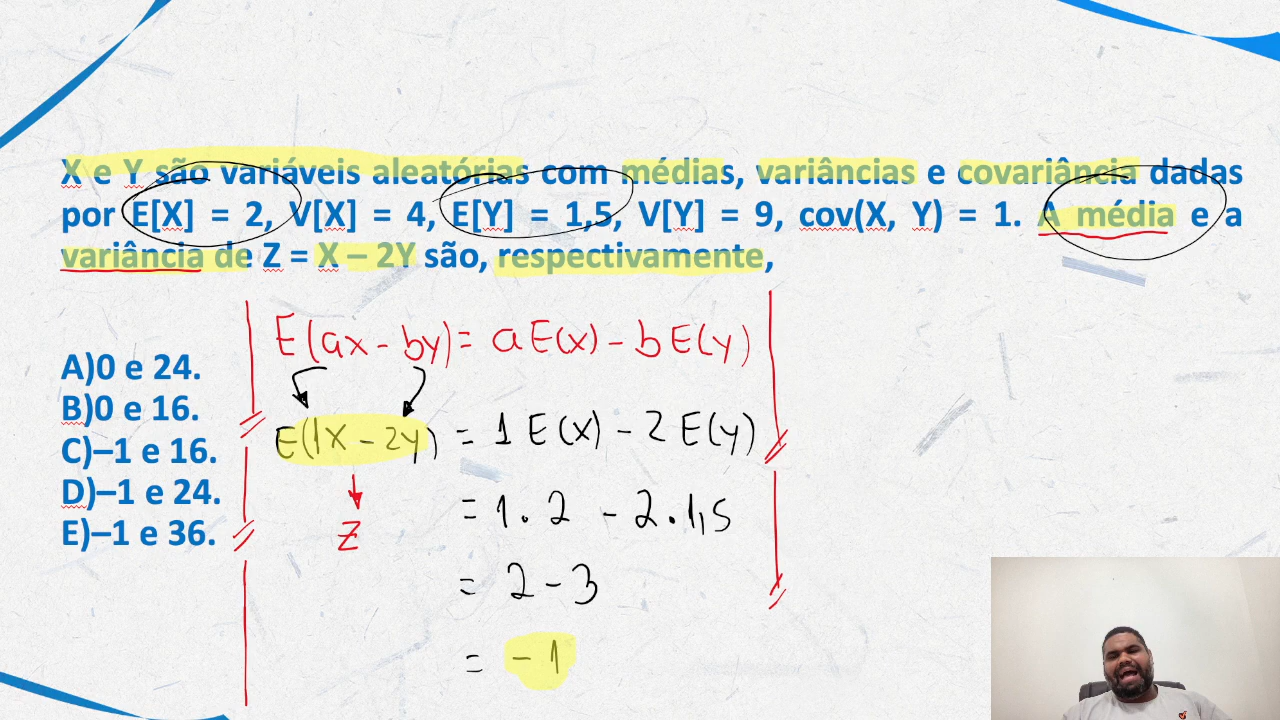 X e Y são variáveis aleatórias com médias, variâncias e covariância dadas
por E[X] = 2, V[X] = 4, E[Y] = 1,5, V[Y] = 9, cov(X, Y) = 1. A média e a
variância de Z = X – 2Y são, respectivamente,
A)0 e 24.
B)0 e 16.
C)–1 e 16.
D)–1 e 24.
E)–1 e 36.
E(ax - by) = a E(x) - b E(y)
E(1x - 2y) = 1 E(x) - 2 E(y)
= 1 . 2 - 2 . 1,5
Z
= 2 - 3
= - 1